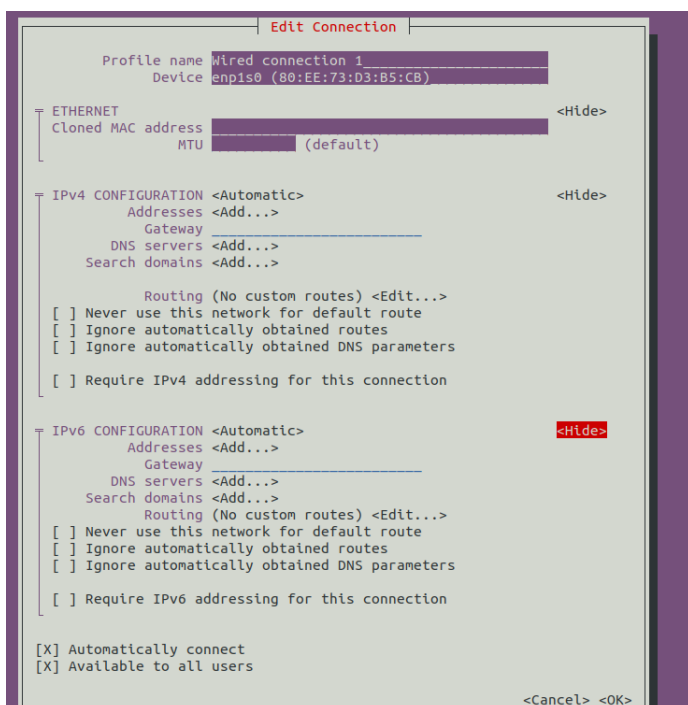 Edit Connection
Profile name Wired connection 1
Device enp1s0 (80:EE:73:D3:B5:CB)
ETHERNET <Hide>
Cloned MAC address
MTU (default)
IPv4 CONFIGURATION <Automatic> <Hide>
Addresses <Add...>
Gateway
DNS servers <Add...>
Search domains <Add...>
Routing (No custom routes) <Edit...>
[ ] Never use this network for default route
[ ] Ignore automatically obtained routes
[ ] Ignore automatically obtained DNS parameters
[ ] Require IPv4 addressing for this connection
IPv6 CONFIGURATION <Automatic> <Hide>
Addresses <Add...>
Gateway
DNS servers <Add...>
Search domains <Add...>
Routing (No custom routes) <Edit...>
[ ] Never use this network for default route
[ ] Ignore automatically obtained routes
[ ] Ignore automatically obtained DNS parameters
[ ] Require IPv6 addressing for this connection
[X] Automatically connect
[X] Available to all users
<Cancel> <OK>